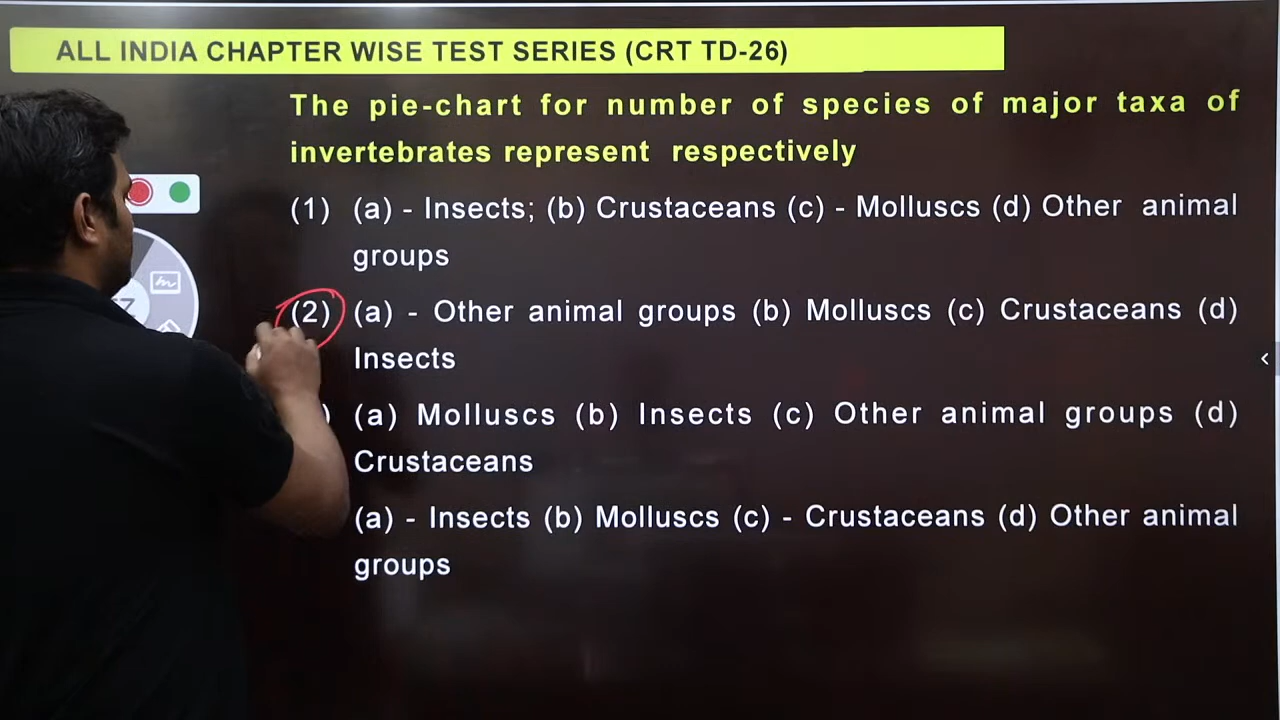 ALL INDIA CHAPTER WISE TEST SERIES (CRT TD-26)
The pie-chart for number of species of major taxa of
invertebrates represent respectively
(1) (a) - Insects; (b) Crustaceans (c) - Molluscs (d) Other animal
groups
(2) (a) - Other animal groups (b) Molluscs (c) Crustaceans (d)
Insects
) (a) Molluscs (b) Insects (c) Other animal groups (d)
Crustaceans
(a) - Insects (b) Molluscs (c) - Crustaceans (d) Other animal
groups